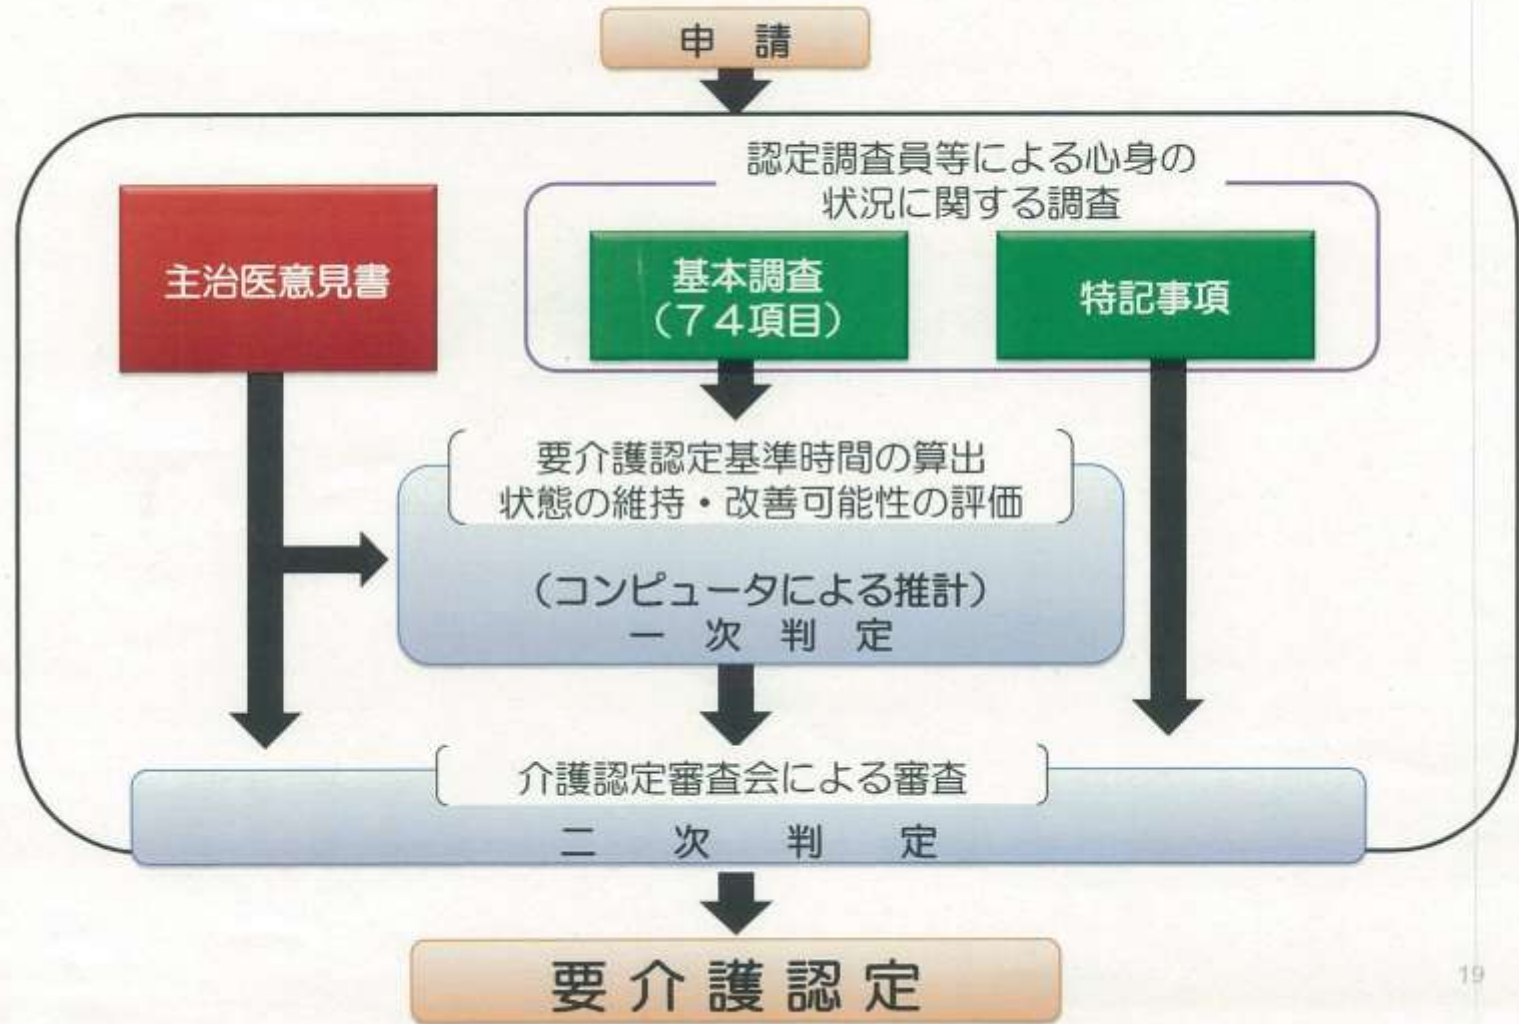 申 請
認定調査員等による心身の
状況に関する調査
主治医意見書
基本調査
（７４項目）
特記事項
要介護認定基準時間の算出
状態の維持・改善可能性の評価
（コンピュータによる推計）
一 次 判 定
介護認定審査会による審査
二 次 判 定
要介護認定
19